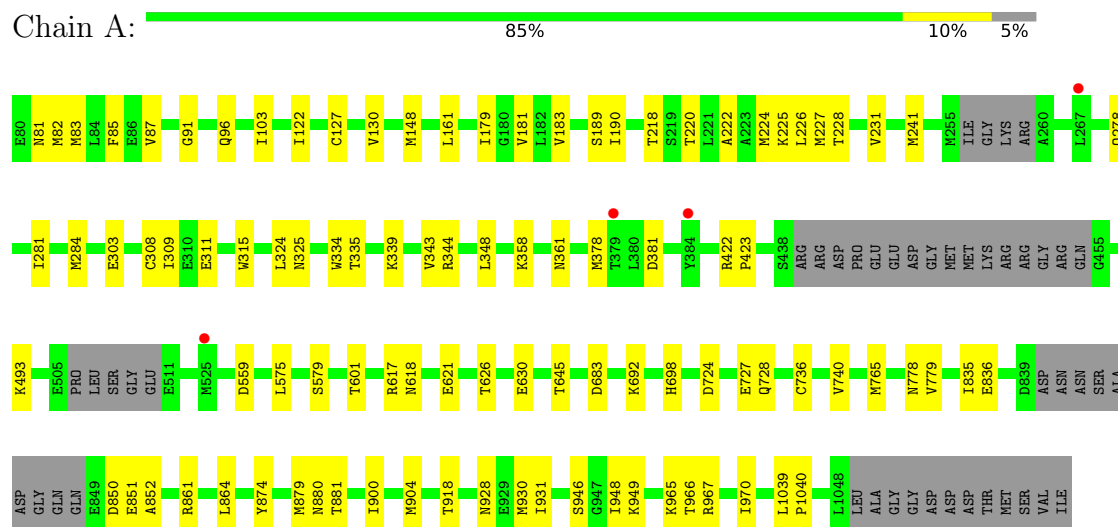 Chain A:
85% 10% 5%
E80 N81 M82 M83 L84 F85 E86 V87 G91 Q96 I103 I122 C127 V130 M148 L161 I179 G180 V181 L182 V183 S189 I190 T218 S219 T220 L221 A222 A223 M224 K225 L226 M227 T228 V231 M241 M255 ILE GLY LYS ARG A260 L267
I281 M284 E303 C308 I309 E310 E311 W315 L324 N325 W334 T335 K339 V343 R344 L348 K358 N361 M378 T379 L380 D381 Y384 R422 P423 S438 ARG ARG ASP PRO GLU GLU ASP GLY MET MET LYS ARG ARG GLY ARG GLN G455
K493 E505 PRO LEU SER GLY GLU E511 M525 D559 L575 S579 T601 R617 N618 E621 T626 E630 T645 D683 K692 H698 D724 E727 Q728 C736 V740 M765 N778 V779 I835 E836 D839 ASP ASN ASN SER ALA
ASP GLY GLN GLN E849 D850 E851 A852 R861 L864 Y874 M879 N880 T881 I900 M904 T918 N928 E929 M930 I931 S946 G947 I948 K949 K965 T966 R967 I970 L1039 P1040 L1048 LEU ALA GLY GLY ASP ASP ASP THR MET SER VAL ILE